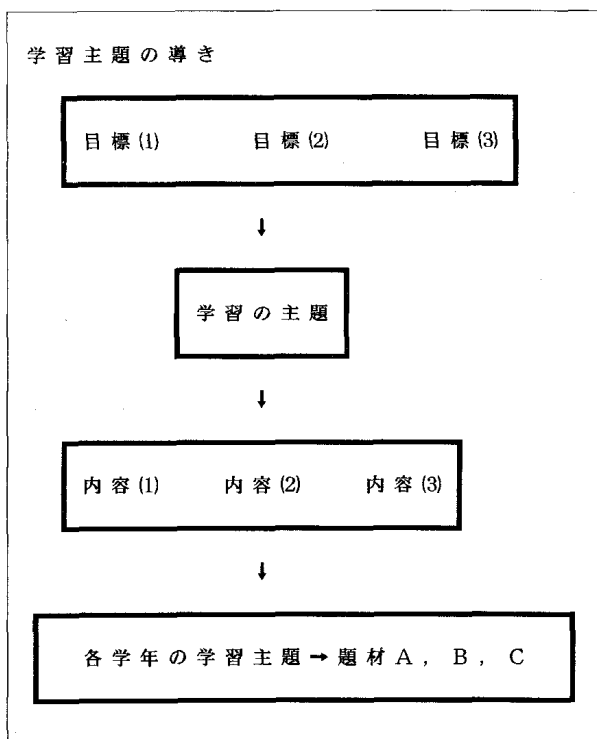 学習主題の導き
目標(1) 目標(2) 目標(3)
↓
学習の主題
↓
内容(1) 内容(2) 内容(3)
↓
各学年の学習主題→題材A，B，C